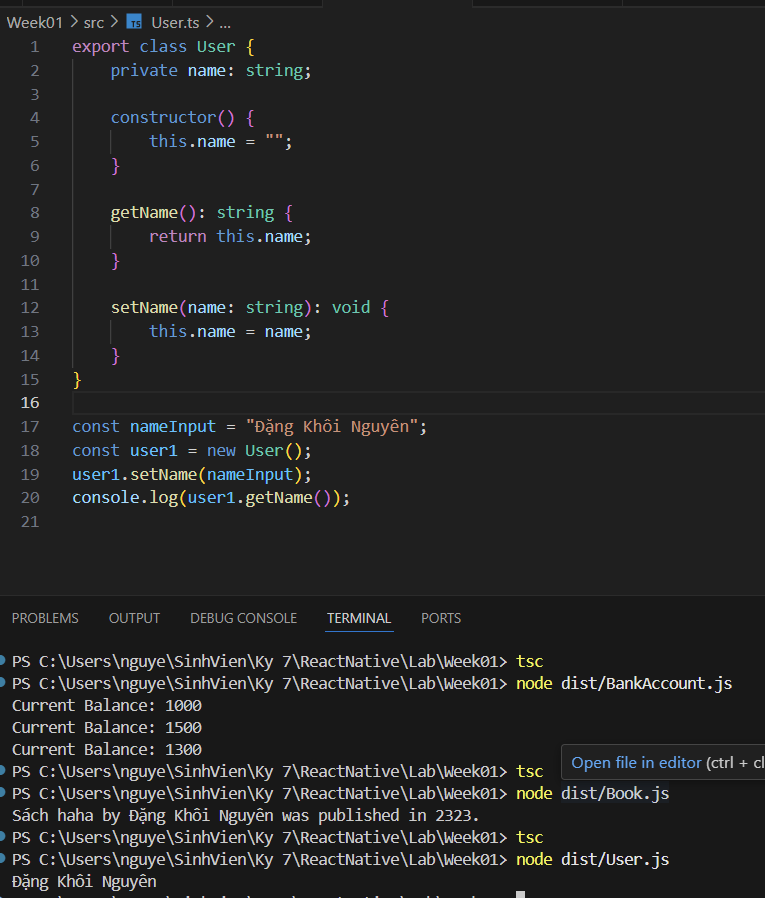 Week01 > src > TS User.ts > ...
1 export class User {
2     private name: string;
3
4     constructor() {
5         this.name = "";
6     }
7
8     getName(): string {
9         return this.name;
10     }
11
12     setName(name: string): void {
13         this.name = name;
14     }
15 }
16
17 const nameInput = "Đặng Khôi Nguyên";
18 const user1 = new User();
19 user1.setName(nameInput);
20 console.log(user1.getName());
21
PROBLEMS OUTPUT DEBUG CONSOLE TERMINAL PORTS
PS C:\Users\nguye\SinhVien\Ky 7\ReactNative\Lab\Week01> tsc
PS C:\Users\nguye\SinhVien\Ky 7\ReactNative\Lab\Week01> node dist/BankAccount.js
Current Balance: 1000
Current Balance: 1500
Current Balance: 1300
PS C:\Users\nguye\SinhVien\Ky 7\ReactNative\Lab\Week01> tsc
Open file in editor (ctrl + cl
PS C:\Users\nguye\SinhVien\Ky 7\ReactNative\Lab\Week01> node dist/Book.js
Sách haha by Đặng Khôi Nguyên was published in 2323.
PS C:\Users\nguye\SinhVien\Ky 7\ReactNative\Lab\Week01> tsc
PS C:\Users\nguye\SinhVien\Ky 7\ReactNative\Lab\Week01> node dist/User.js
Đặng Khôi Nguyên